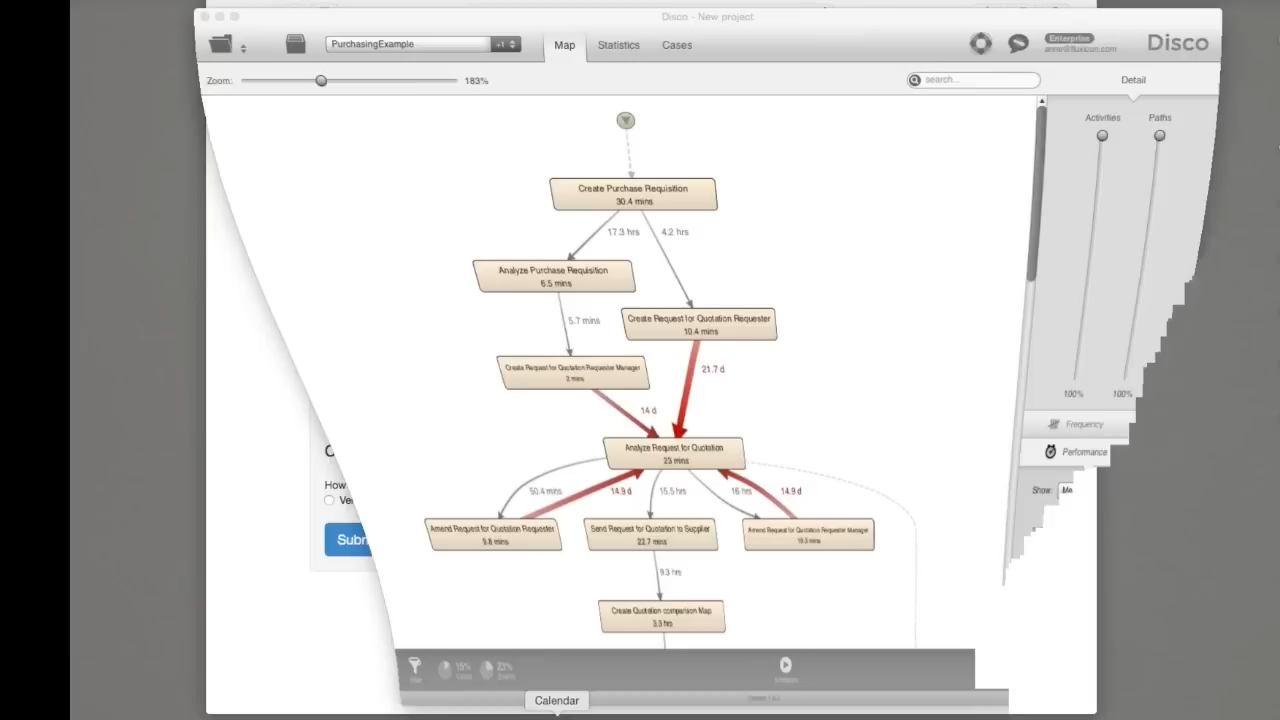 Disco - New project
PurchasingExample
+1
Map
Statistics
Cases
Enterprise
anne@fluxicon.com
Disco
Zoom:
183%
search...
Detail
Activities
Paths
Create Purchase Requisition
30.4 mins
17.3 hrs
4.2 hrs
Analyze Purchase Requisition
6.5 mins
5.7 mins
Create Request for Quotation Requester
10.4 mins
Create Request for Quotation Requester Manager
2 mins
21.7 d
14 d
100%
100%
Frequency
Analyze Request for Quotation
23 mins
Performance
50.4 mins
14.9 d
15.5 hrs
16 hrs
14.9 d
Show:
Me
How
Ve
Amend Request for Quotation Requester
9.8 mins
Send Request for Quotation to Supplier
22.7 mins
Amend Request for Quotation Requester Manager
19.3 mins
Subm
9.3 hrs
Create Quotation comparison Map
3.3 hrs
15%
23%
Calendar